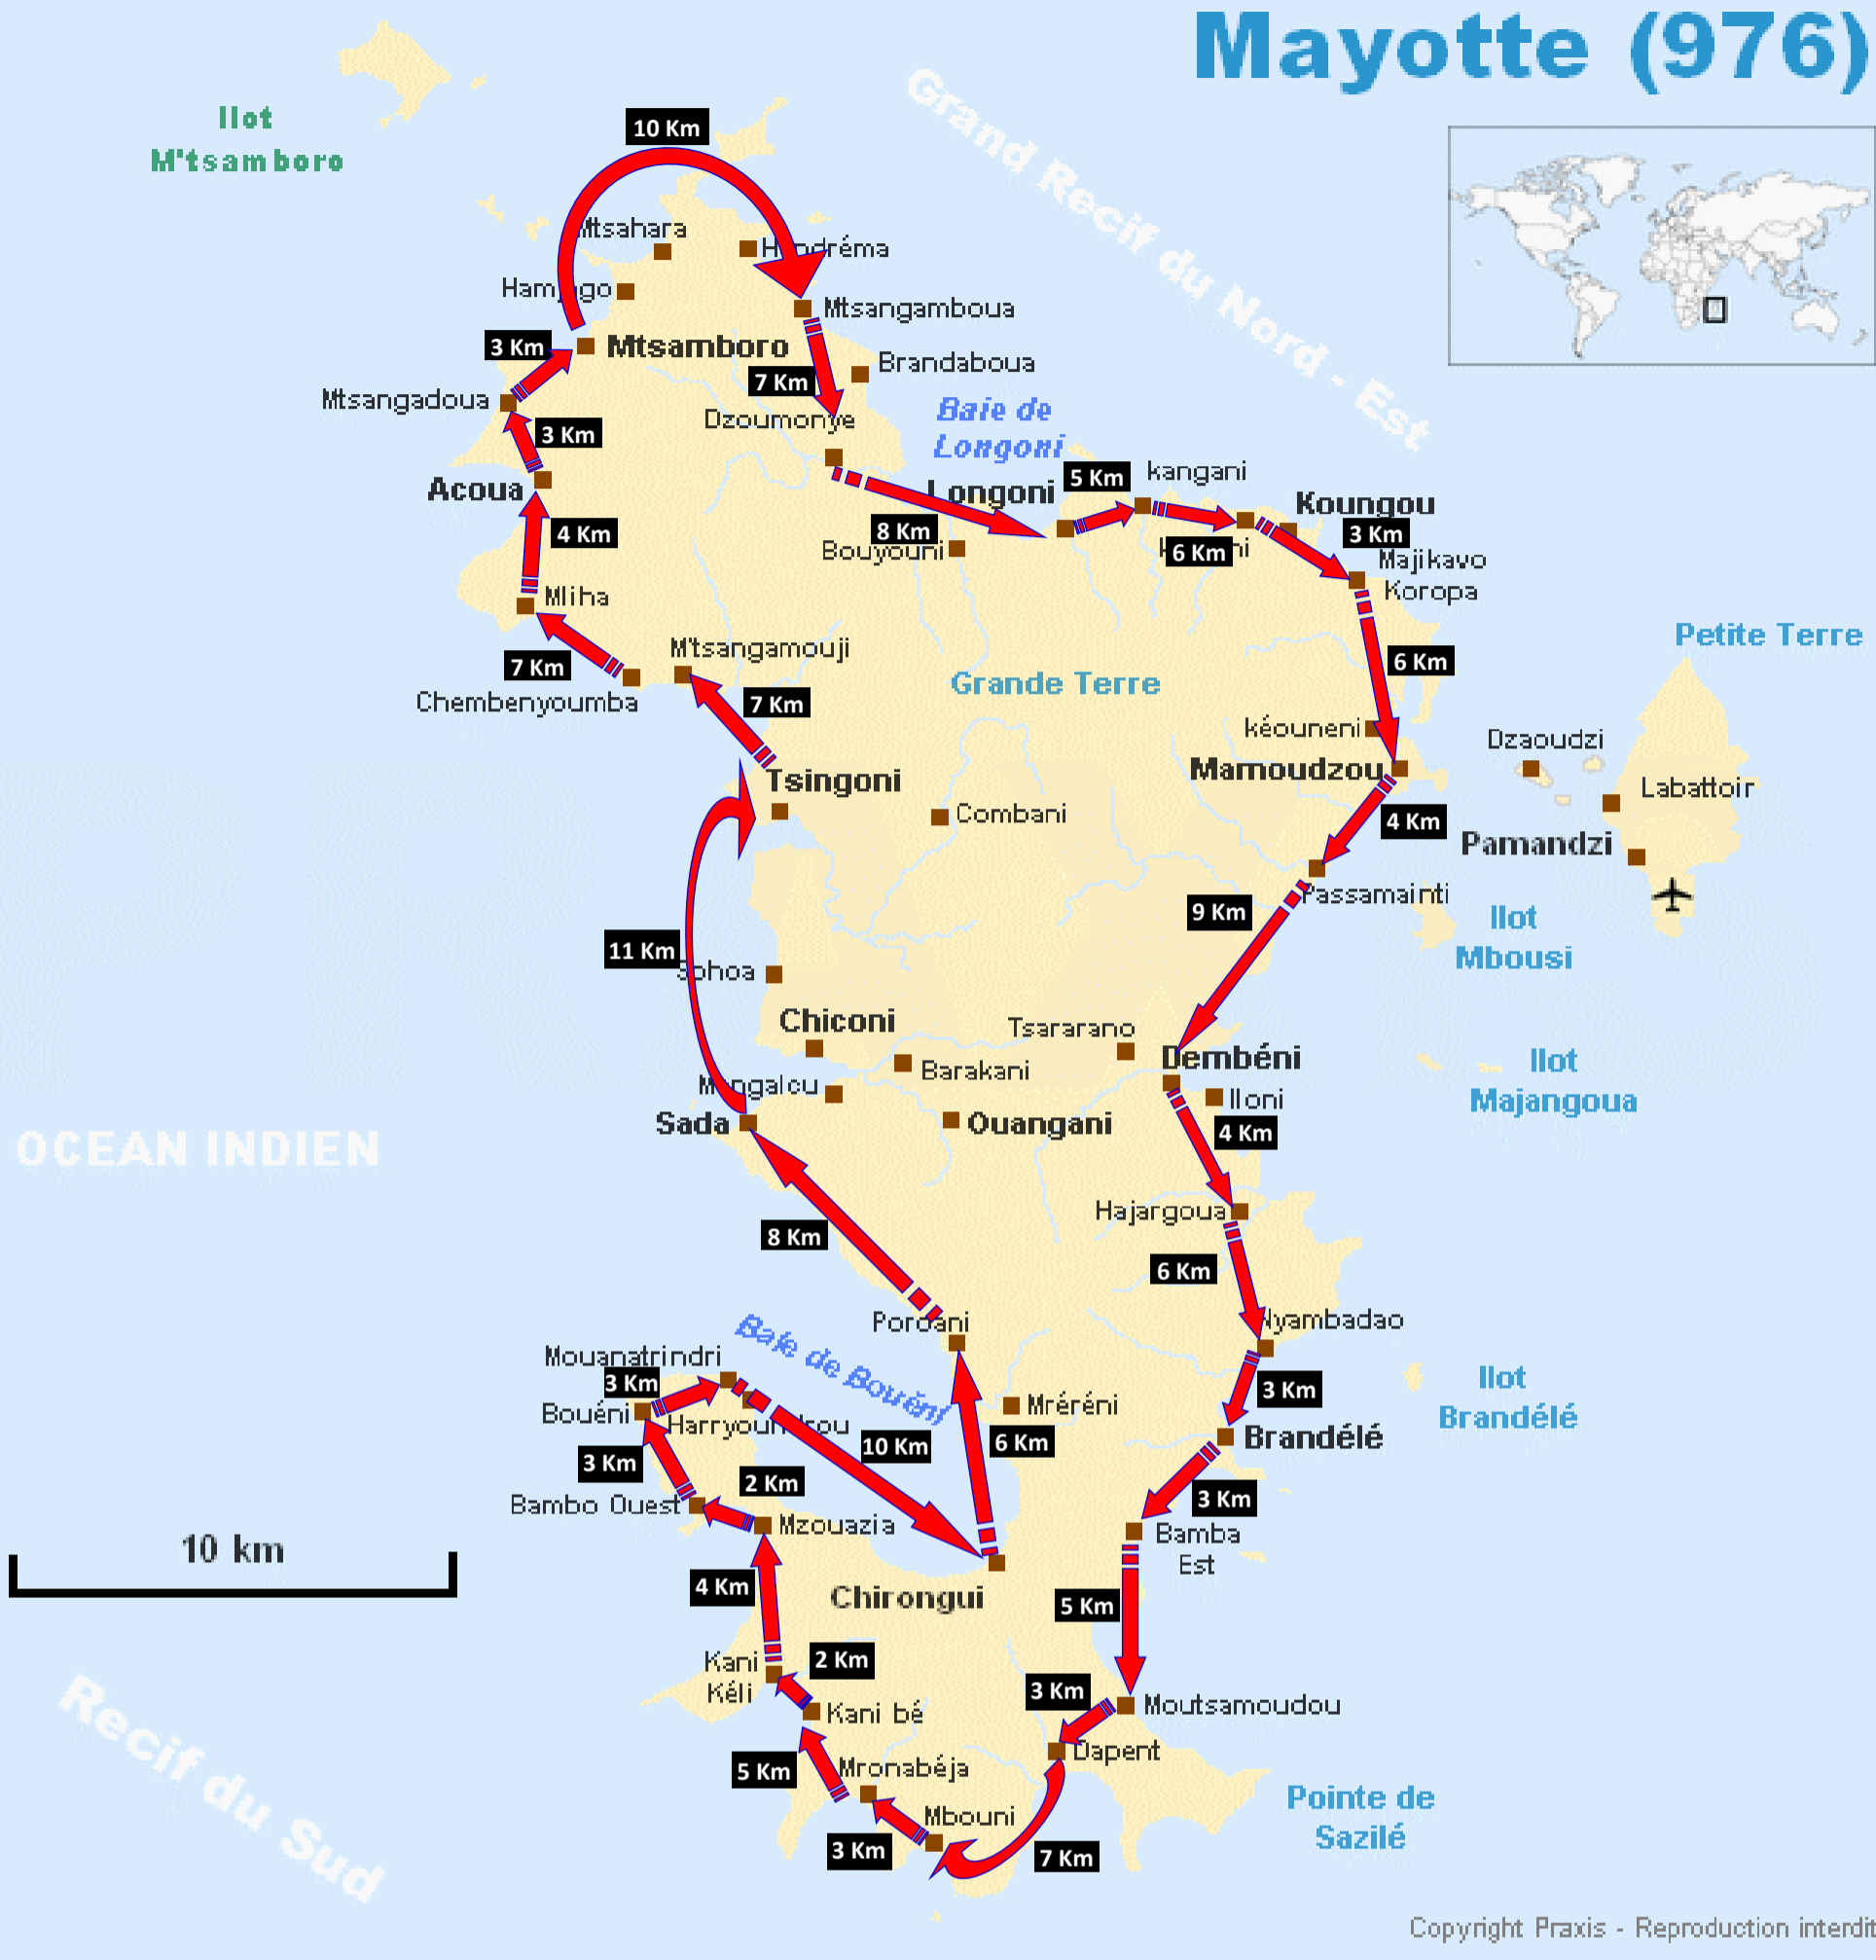 Mayotte (976)
Ilot
M'tsamboro
10 Km
Grand Recif du Nord - Est
Mtsahara
Handréma
Hamjago
Mtsangamboua
3 Km
Mtsamboro
Brandaboua
7 Km
Mtsangadoua
Dzoumonye
Baie de
Longoni
3 Km
kangani
5 Km
Acoua
Longoni
Koungou
8 Km
4 Km
3 Km
Bouyouni
6 Km
Majikavo
Koropa
Mliha
Petite Terre
M'tsangamouji
7 Km
6 Km
Grande Terre
Chembenyoumba
7 Km
kéouneni
Dzaoudzi
Mamoudzou
Tsingoni
Labattoir
Combani
4 Km
Pamandzi
Passamainti
9 Km
Ilot
Mbousi
11 Km
Sohoa
Chiconi
Tsararano
Dembéni
Ilot
Majangoua
Barakani
Mangalou
Iloni
Sada
Ouangani
4 Km
OCEAN INDIEN
Hajargoua
8 Km
6 Km
Poroani
Nyambadao
Baie de Bouéni
Mouanatrindri
3 Km
3 Km
Ilot
Brandélé
Mréréni
Bouéni
Harryoundrou
10 Km
6 Km
Brandélé
3 Km
2 Km
3 Km
Bambo Ouest
Mzouazia
Bamba
Est
10 km
4 Km
Chirongui
5 Km
Kani
Kéli
2 Km
3 Km
Moutsamoudou
Kani bé
Dapent
5 Km
Mronabéja
Mbouni
Pointe de
Sazilé
3 Km
7 Km
Recif du Sud
Copyright Praxis - Reproduction interdit